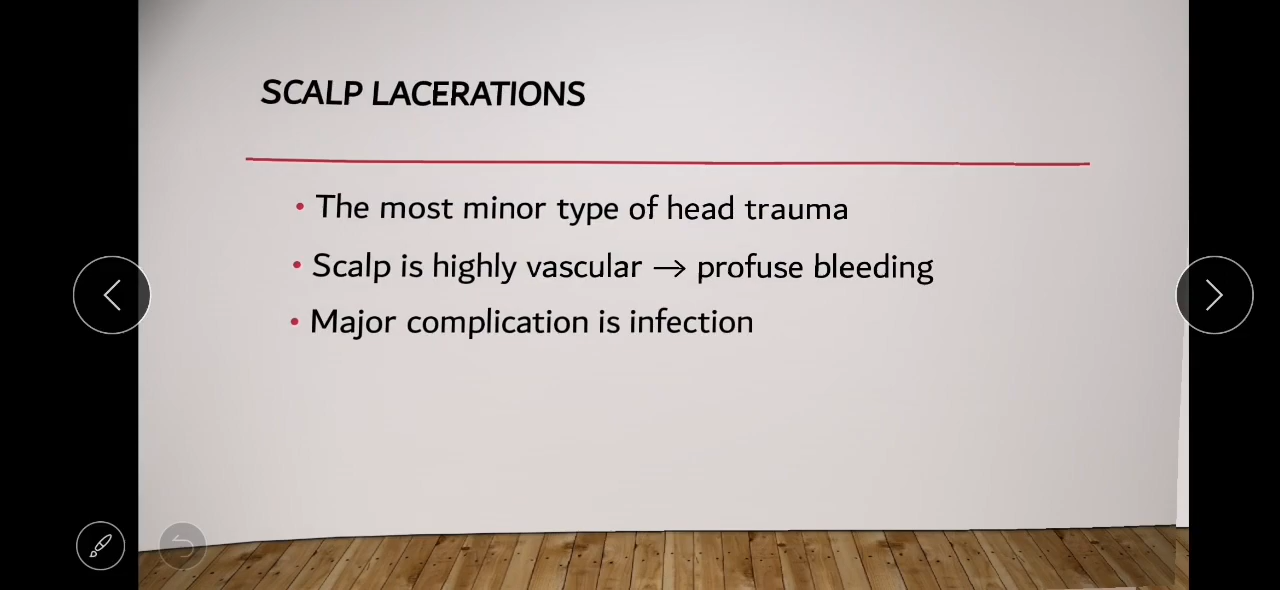 SCALP LACERATIONS
• The most minor type of head trauma
• Scalp is highly vascular → profuse bleeding
• Major complication is infection